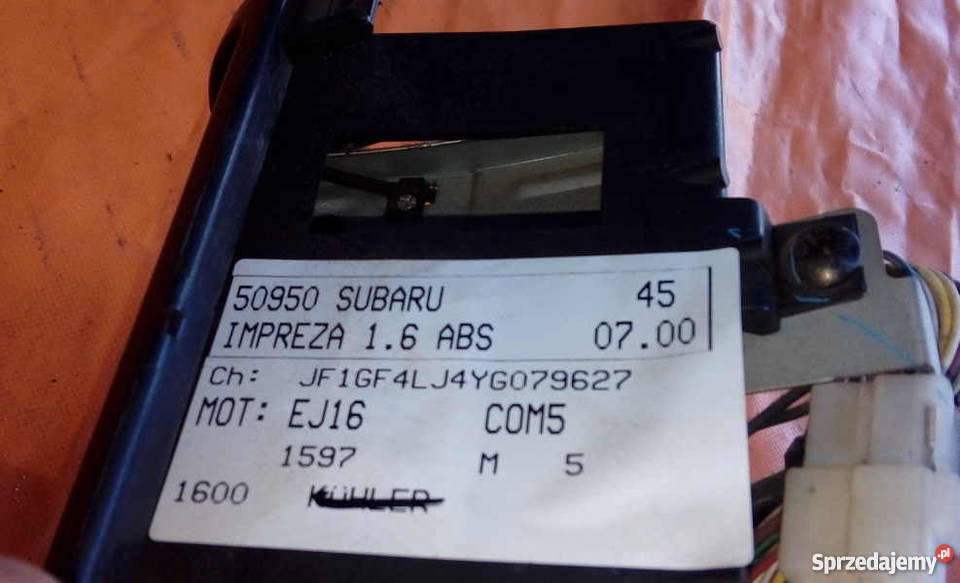 50950 SUBARU 45
IMPREZA 1.6 ABS 07.00
Ch: JF1GF4LJ4YG079627
MOT: EJ16 COM5
1597 M 5
1600 KÜHLER
Sprzedajemy.pl